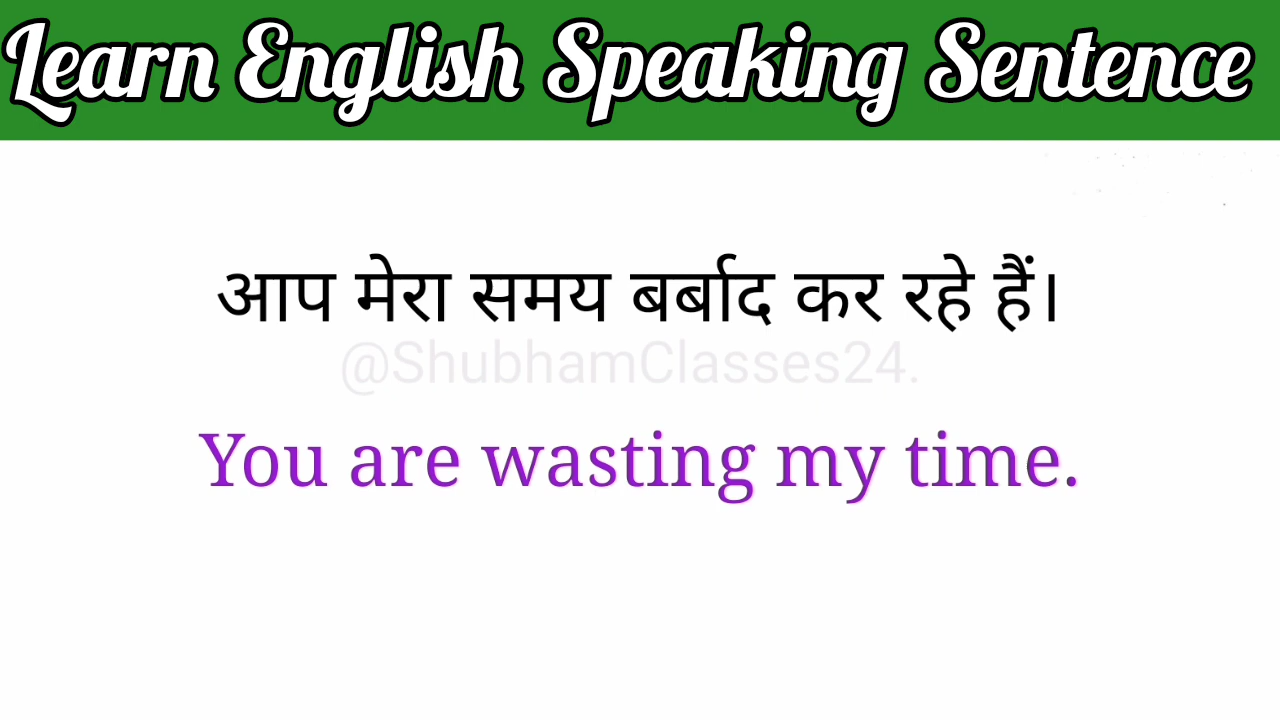 Learn English Speaking Sentence
आप मेरा समय बर्बाद कर रहे हैं।
@ShubhamClasses24.
You are wasting my time.